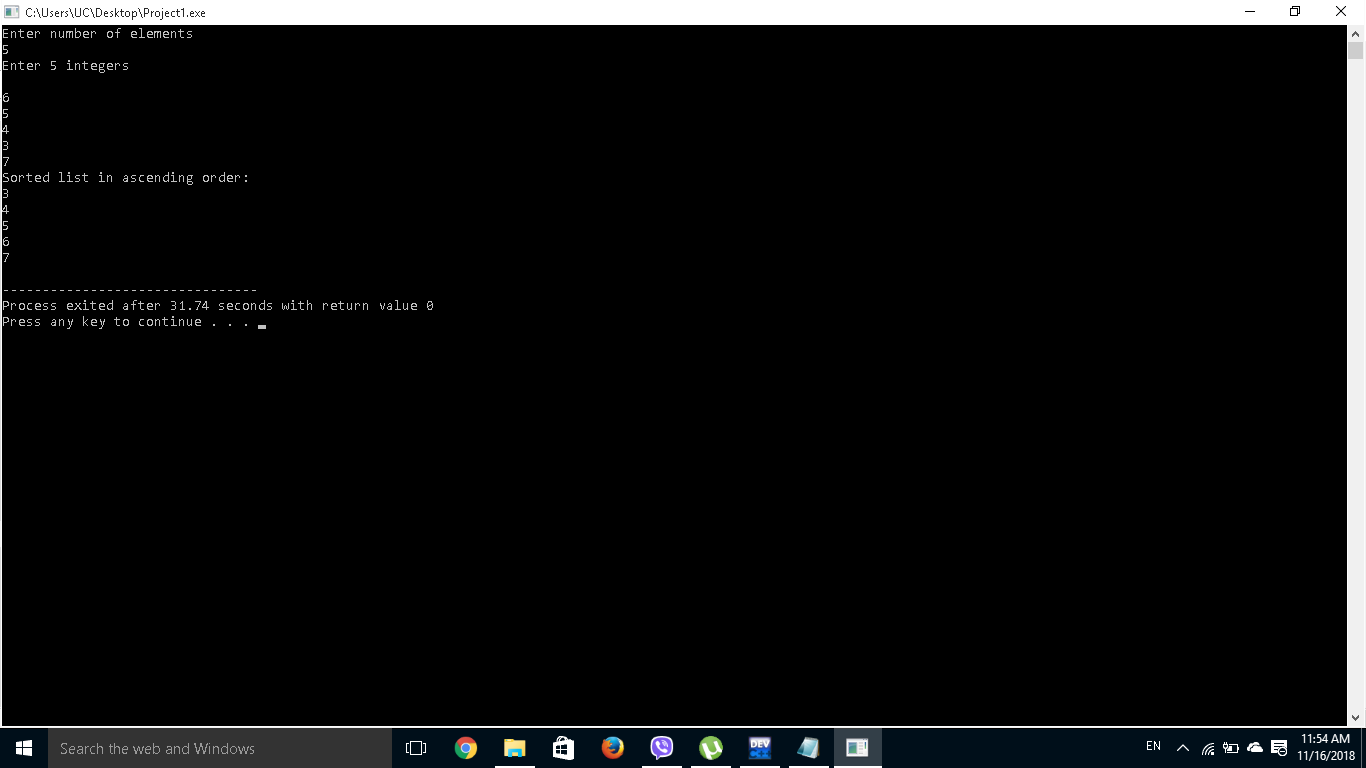 C:\Users\UC\Desktop\Project1.exe
Enter number of elements
5
Enter 5 integers
6
5
4
3
7
Sorted list in ascending order:
3
4
5
6
7
--------------------------------
Process exited after 31.74 seconds with return value 0
Press any key to continue . . .
Search the web and Windows
DEV
EN
11:54 AM
11/16/2018